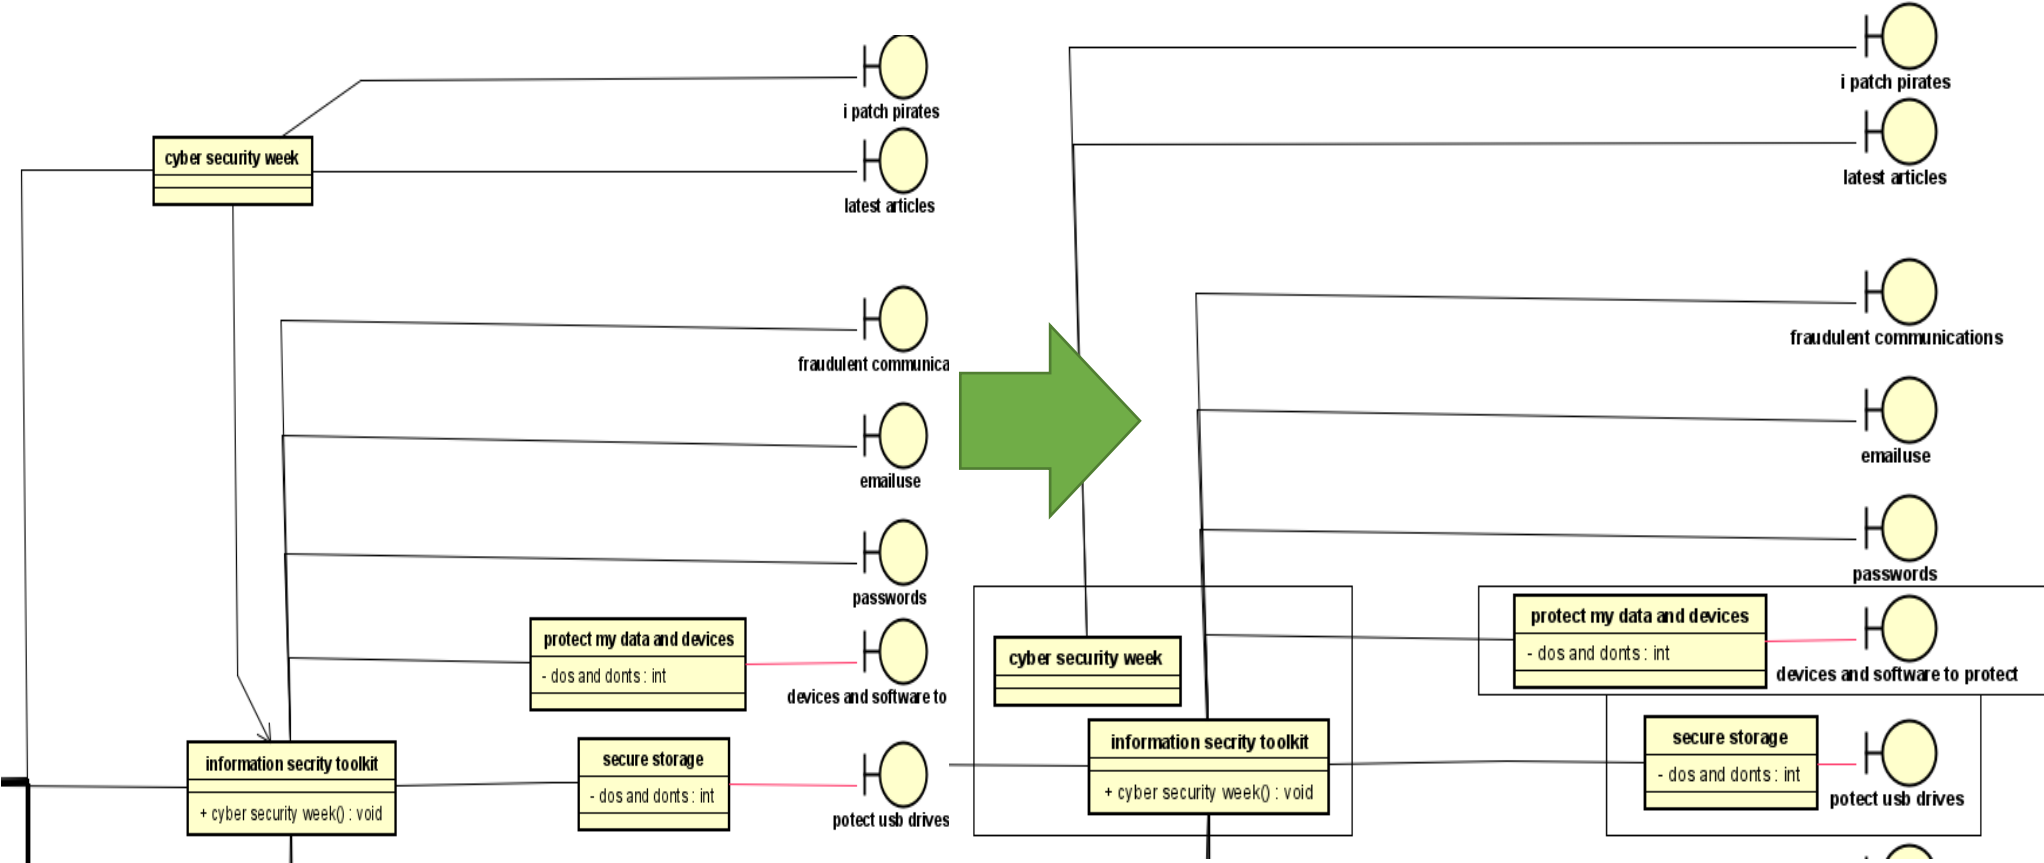 i patch pirates
cyber security week
latest articles
fraudulent communica
emailuse
passwords
protect my data and devices
- dos and donts : int
devices and software to
information secrity toolkit
+ cyber security week() : void
secure storage
- dos and donts : int
potect usb drives
i patch pirates
latest articles
fraudulent communications
emailuse
passwords
protect my data and devices
- dos and donts : int
devices and software to protect
cyber security week
information secrity toolkit
+ cyber security week() : void
secure storage
- dos and donts : int
potect usb drives